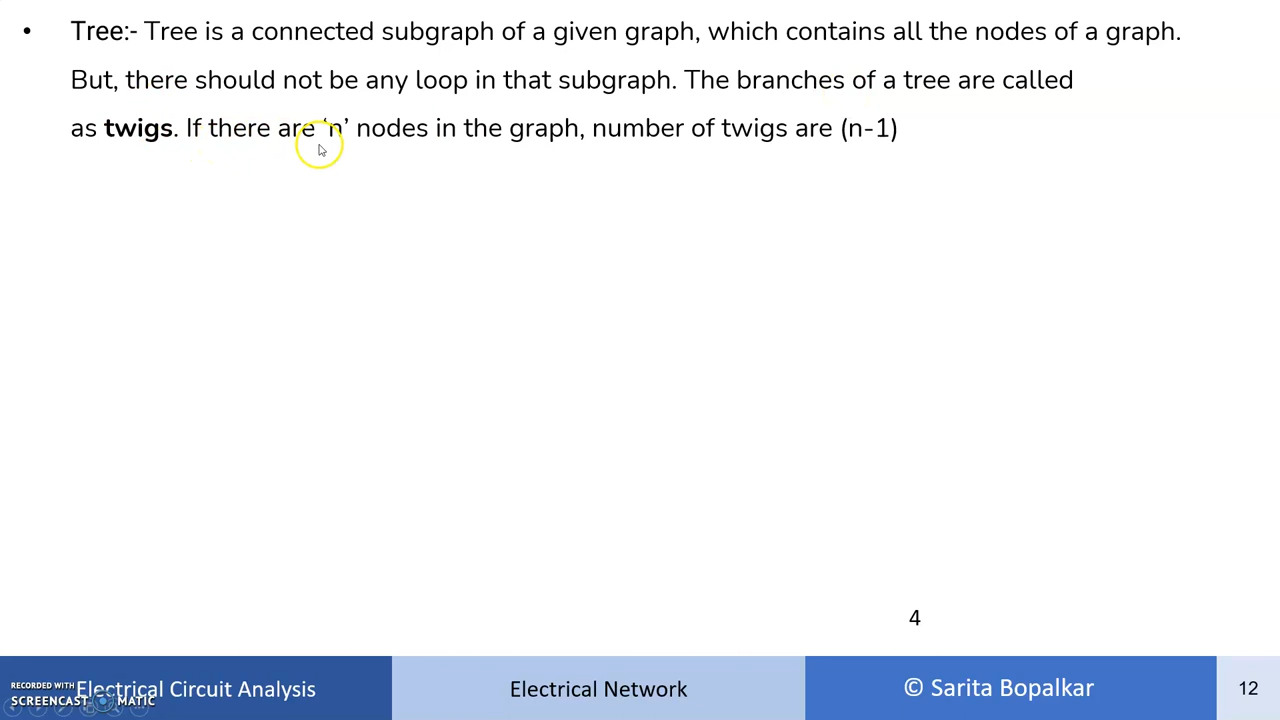 • Tree:- Tree is a connected subgraph of a given graph, which contains all the nodes of a graph.
But, there should not be any loop in that subgraph. The branches of a tree are called
as twigs. If there are ‘n’ nodes in the graph, number of twigs are (n-1)
4
Electrical Circuit Analysis
Electrical Network
© Sarita Bopalkar
12
RECORDED WITH
SCREENCAST MATIC